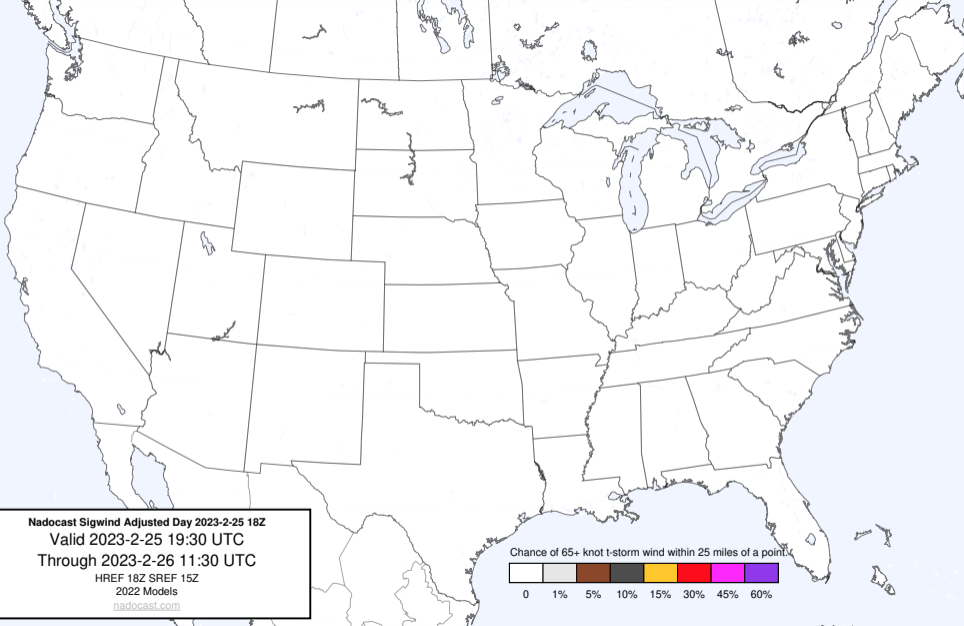 Nadocast Sigwind Adjusted Day 2023-2-25 18Z
Valid 2023-2-25 19:30 UTC
Through 2023-2-26 11:30 UTC
HREF 18Z SREF 15Z
2022 Models
nadocast.com
Chance of 65+ knot t-storm wind within 25 miles of a point.
0 1% 5% 10% 15% 30% 45% 60%